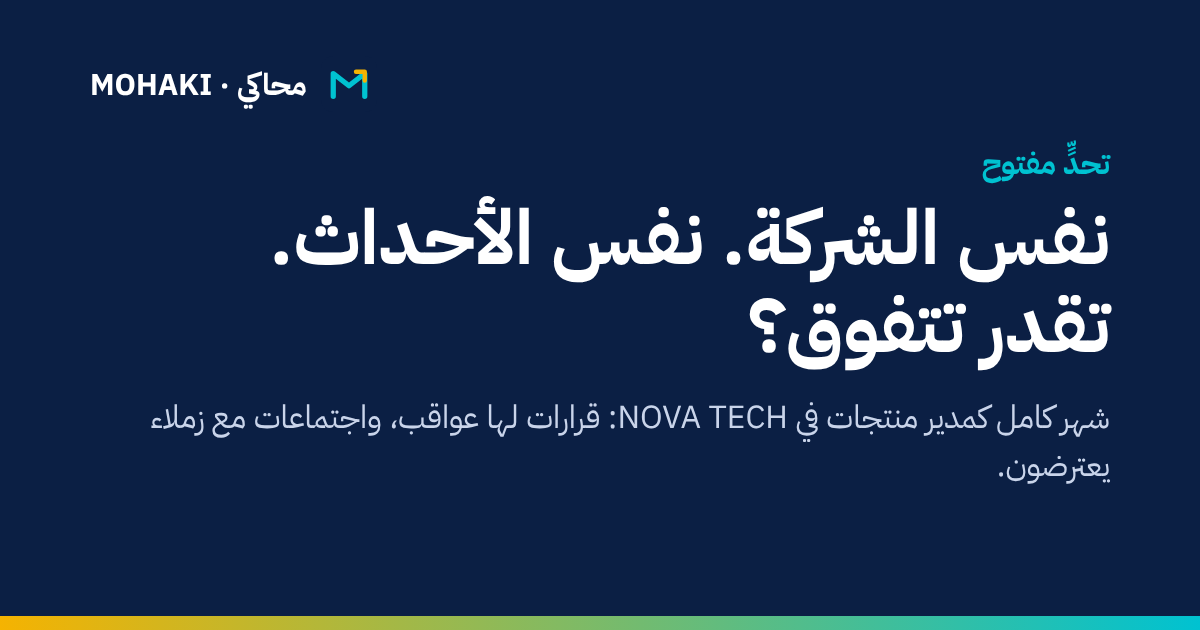 محاكي · MOHAKI
تحدٍّ مفتوح
نفس الشركة. نفس الأحداث.
تقدر تتفوق؟
شهر كامل كمدير منتجات في NOVA TECH: قرارات لها عواقب، واجتماعات مع زملاء
يعترضون.